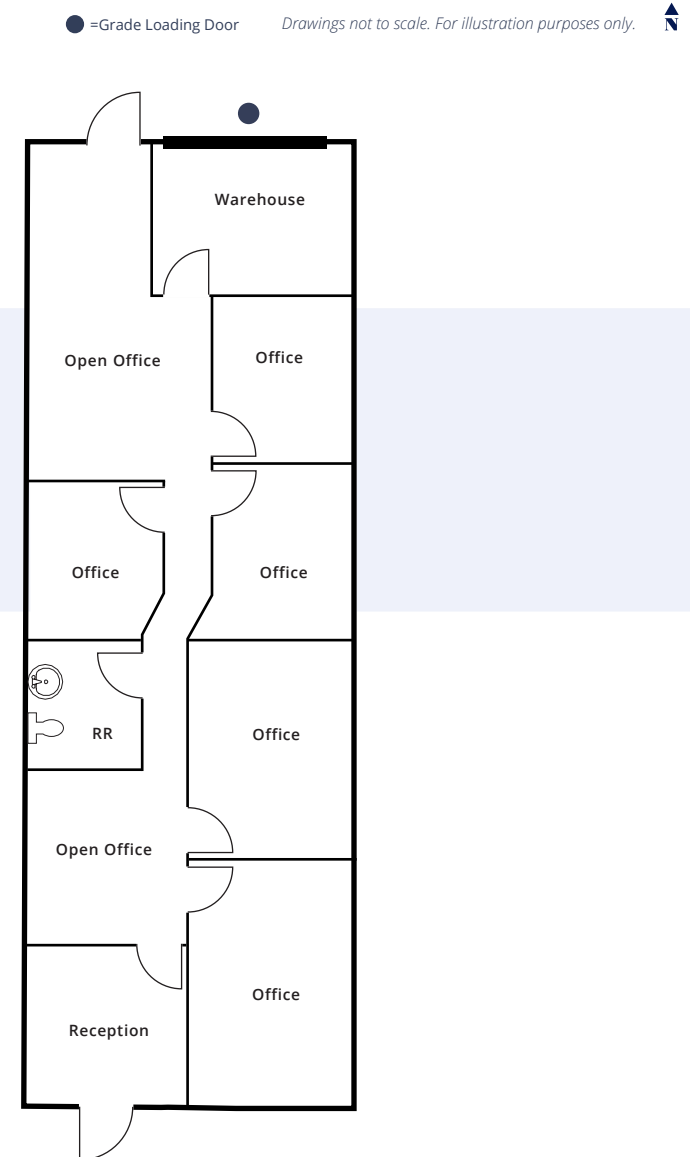 =Grade Loading Door
Drawings not to scale. For illustration purposes only.
N
Warehouse
Open Office
Office
Office
Office
RR
Office
Open Office
Office
Reception